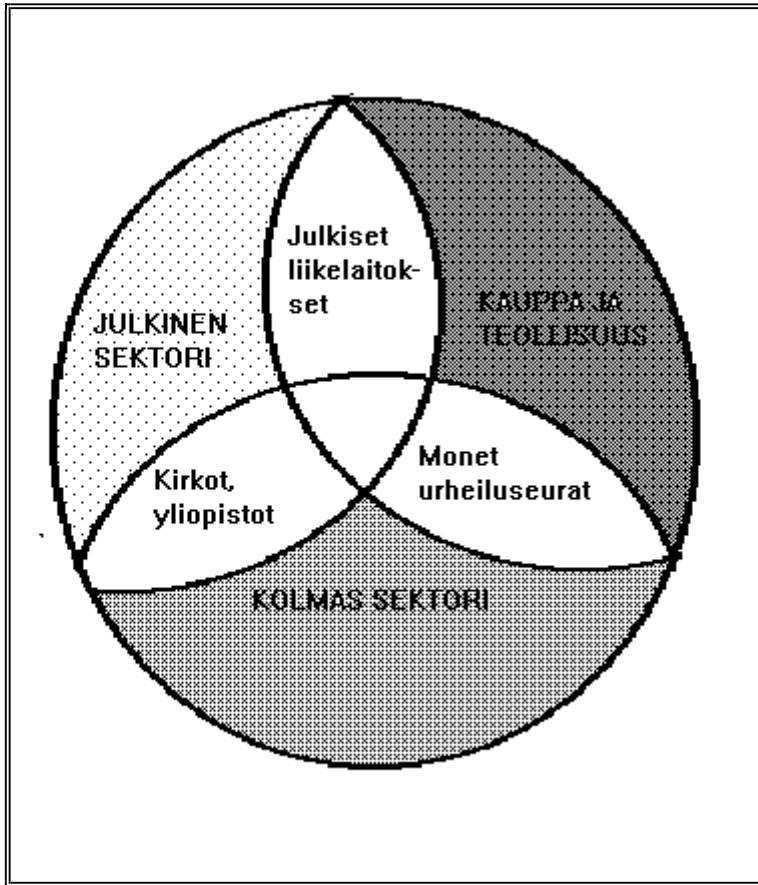 Julkiset
liikelaitok-
set
KAUPPA JA
TEOLLISUUS
JULKINEN
SEKTORI
Kirkot,
yliopistot
Monet
urheiluseurat
KOLMAS SEKTORI